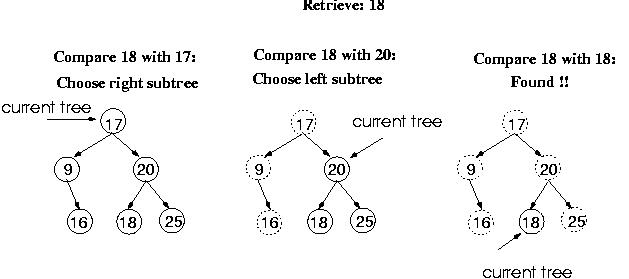 Retrieve: 18
Compare 18 with 17:
Choose right subtree
current tree
17
9
20
16
18
25
Compare 18 with 20:
Choose left subtree
current tree
17
9
20
16
18
25
Compare 18 with 18:
Found !!
17
9
20
16
18
25
current tree